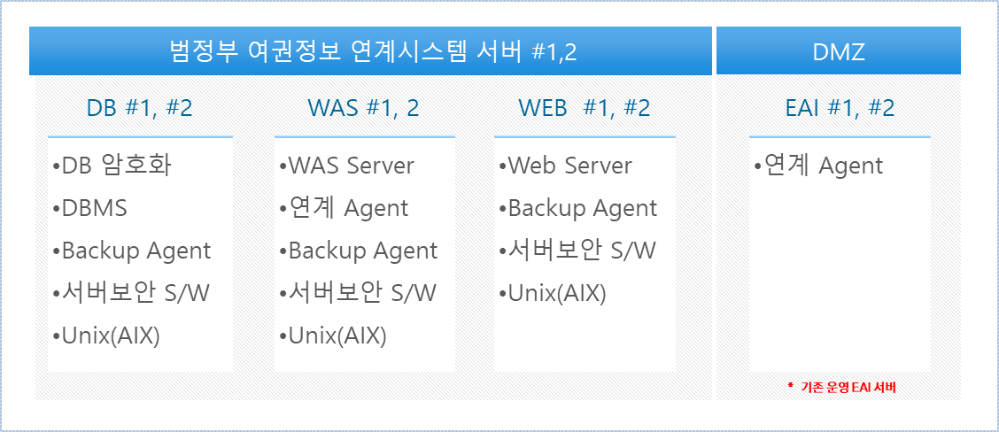 범정부 여권정보 연계시스템 서버 #1,2
DMZ
DB #1, #2
•DB 암호화
•DBMS
•Backup Agent
•서버보안 S/W
•Unix(AIX)
WAS #1, 2
•WAS Server
•연계 Agent
•Backup Agent
•서버보안 S/W
•Unix(AIX)
WEB #1, #2
•Web Server
•Backup Agent
•서버보안 S/W
•Unix(AIX)
EAI #1, #2
•연계 Agent
* 기존 운영 EAI 서버